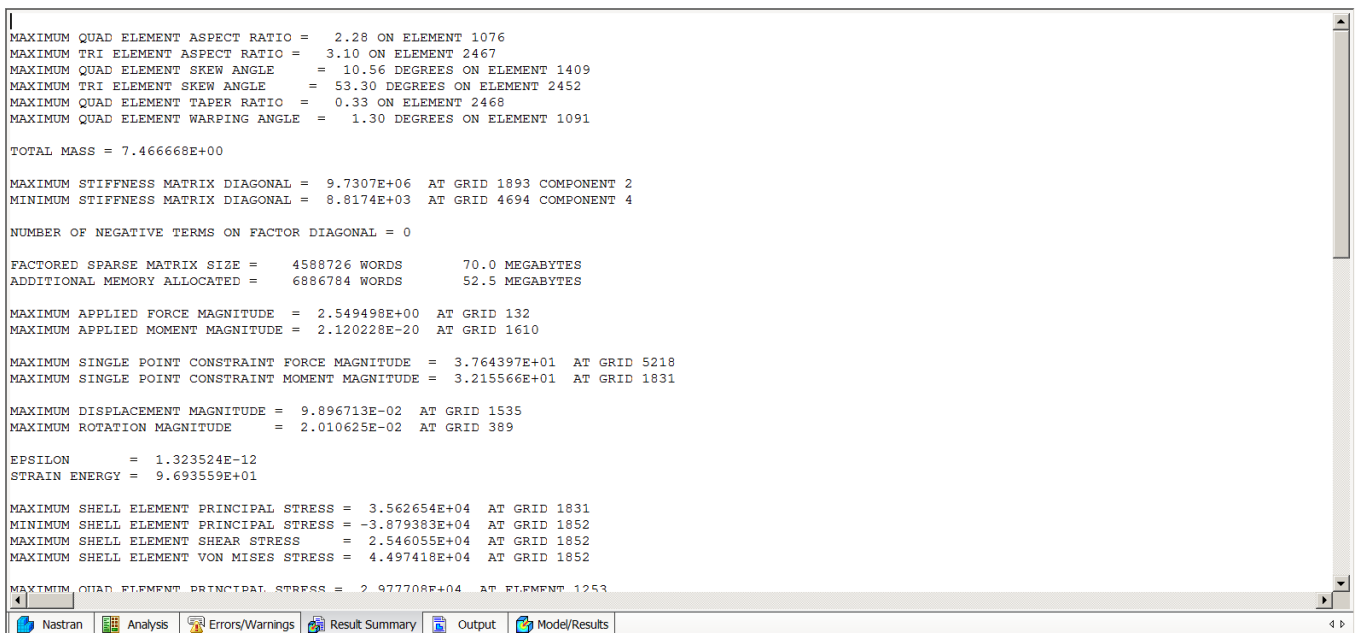 MAXIMUM QUAD ELEMENT ASPECT RATIO =   2.28 ON ELEMENT 1076
MAXIMUM TRI ELEMENT ASPECT RATIO =   3.10 ON ELEMENT 2467
MAXIMUM QUAD ELEMENT SKEW ANGLE     = 10.56 DEGREES ON ELEMENT 1409
MAXIMUM TRI ELEMENT SKEW ANGLE     = 53.30 DEGREES ON ELEMENT 2452
MAXIMUM QUAD ELEMENT TAPER RATIO  =   0.33 ON ELEMENT 2468
MAXIMUM QUAD ELEMENT WARPING ANGLE  =   1.30 DEGREES ON ELEMENT 1091
TOTAL MASS = 7.466668E+00
MAXIMUM STIFFNESS MATRIX DIAGONAL =  9.7307E+06  AT GRID 1893 COMPONENT 2
MINIMUM STIFFNESS MATRIX DIAGONAL =  8.8174E+03  AT GRID 4694 COMPONENT 4
NUMBER OF NEGATIVE TERMS ON FACTOR DIAGONAL = 0
FACTORED SPARSE MATRIX SIZE =    4588726 WORDS       70.0 MEGABYTES
ADDITIONAL MEMORY ALLOCATED =    6886784 WORDS       52.5 MEGABYTES
MAXIMUM APPLIED FORCE MAGNITUDE  =  2.549498E+00  AT GRID 132
MAXIMUM APPLIED MOMENT MAGNITUDE =  2.120228E-20  AT GRID 1610
MAXIMUM SINGLE POINT CONSTRAINT FORCE MAGNITUDE  =  3.764397E+01  AT GRID 5218
MAXIMUM SINGLE POINT CONSTRAINT MOMENT MAGNITUDE =  3.215566E+01  AT GRID 1831
MAXIMUM DISPLACEMENT MAGNITUDE =  9.896713E-02  AT GRID 1535
MAXIMUM ROTATION MAGNITUDE     =  2.010625E-02  AT GRID 389
EPSILON       =  1.323524E-12
STRAIN ENERGY =  9.693559E+01
MAXIMUM SHELL ELEMENT PRINCIPAL STRESS =  3.562654E+04  AT GRID 1831
MINIMUM SHELL ELEMENT PRINCIPAL STRESS = -3.879383E+04  AT GRID 1852
MAXIMUM SHELL ELEMENT SHEAR STRESS     =  2.546055E+04  AT GRID 1852
MAXIMUM SHELL ELEMENT VON MISES STRESS =  4.497418E+04  AT GRID 1852
MAXIMUM QUAD ELEMENT PRINCIPAL STRESS =  2.977708E+04  AT ELEMENT 1253
Nastran Analysis Errors/Warnings Result Summary Output Model/Results